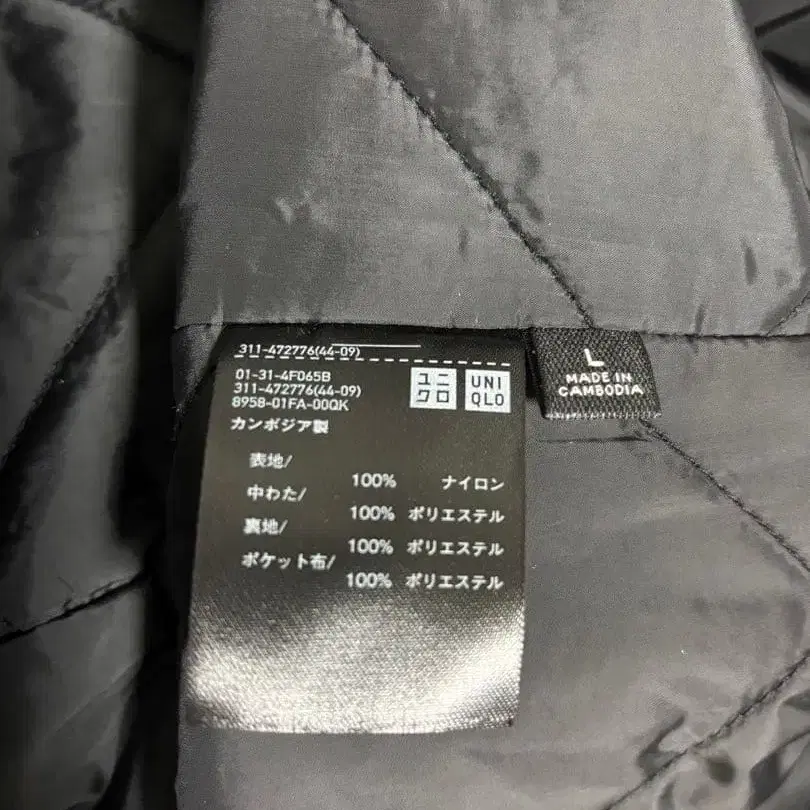 311-472776(44-09)
01-31-4F065B
311-472776(44-09)
8958-01FA-00QK
カンボジア製
ユニ
クロ
UNI
QLO
表地/
100% ナイロン
中わた/
100% ポリエステル
裏地/
100% ポリエステル
ポケット布/
100% ポリエステル
L
MADE IN
CAMBODIA